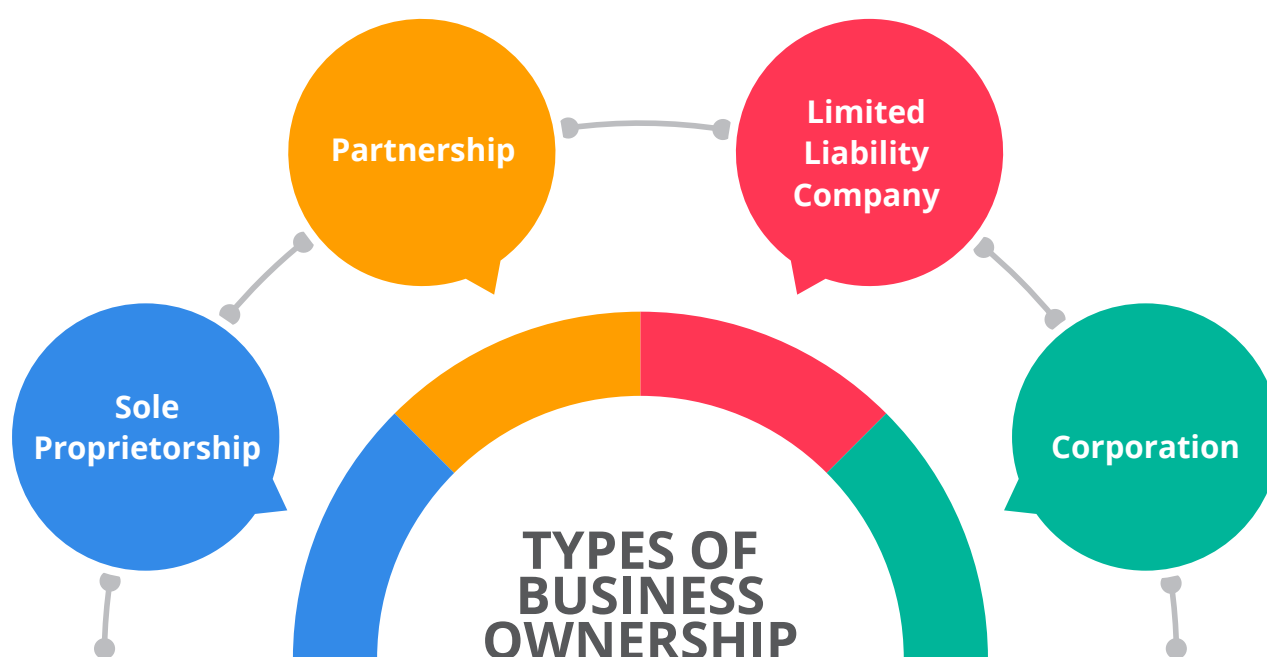 Partnership
Limited
Liability
Company
Sole
Proprietorship
Corporation
TYPES OF
BUSINESS
OWNERSHIP